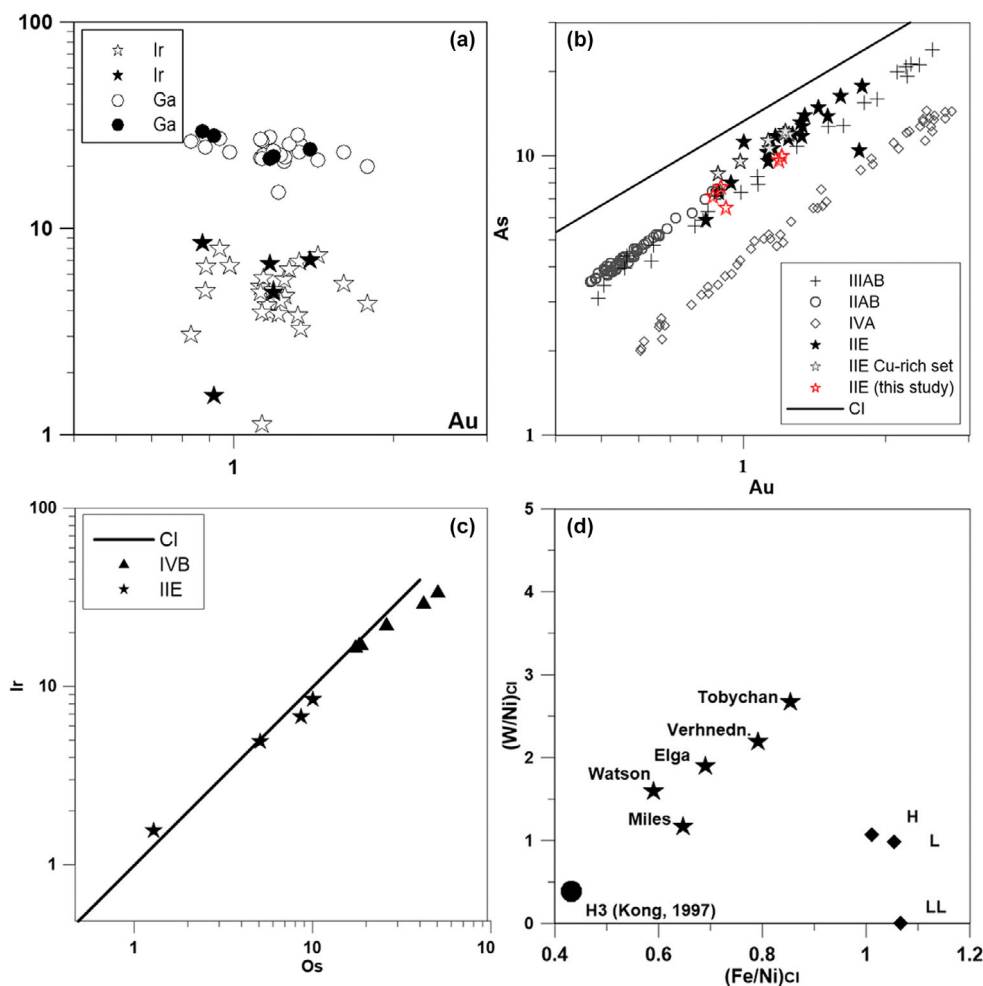 100
10
1
1
Au
(a)
Ir
Ir
Ga
Ga
As
10
1
1
Au
(b)
IIIAB
IIAB
IVA
IIE
IIE Cu-rich set
IIE (this study)
CI
Ir
100
10
1
1
10
10
Os
(c)
CI
IVB
IIE
(W/Ni)CI
5
4
3
2
1
0
0.4
0.6
0.8
1
1.2
(Fe/Ni)CI
(d)
Tobychan
Verhnedn.
Elga
Watson
Miles
H
L
LL
H3 (Kong, 1997)